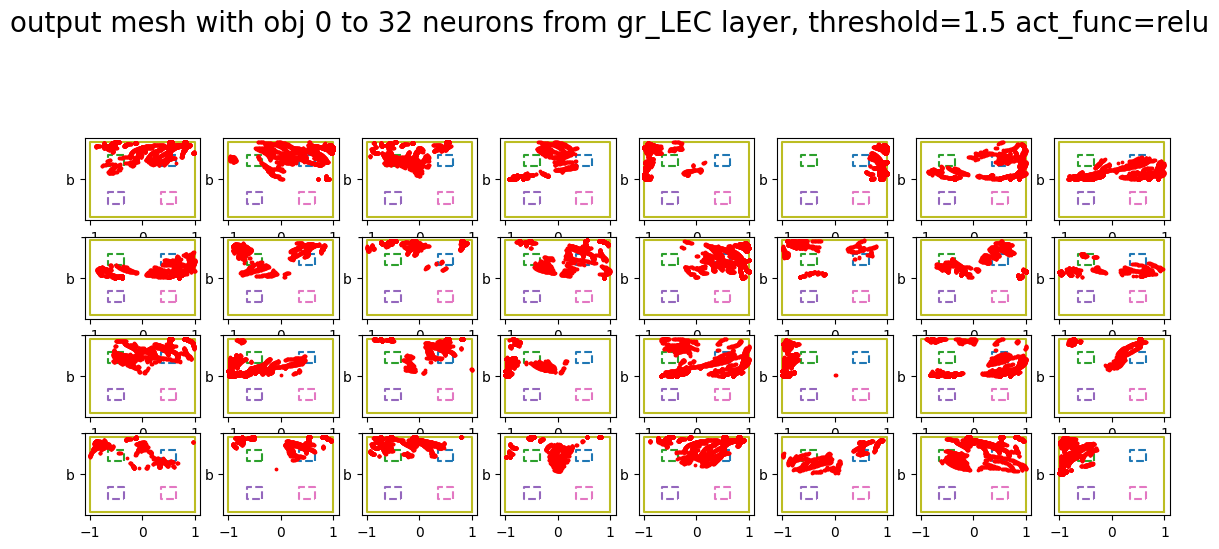 output mesh with obj 0 to 32 neurons from gr_LEC layer, threshold=1.5 act_func=relu
b b b b b b b b
−1 0 1 −1 0 1 −1 0 1 −1 0 1 −1 0 1 −1 0 1 −1 0 1 −1 0 1
b b b b b b b b
−1 0 1 −1 0 1 −1 0 1 −1 0 1 −1 0 1 −1 0 1 −1 0 1 −1 0 1
b b b b b b b b
−1 0 1 −1 0 1 −1 0 1 −1 0 1 −1 0 1 −1 0 1 −1 0 1 −1 0 1
b b b b b b b b
−1 0 1 −1 0 1 −1 0 1 −1 0 1 −1 0 1 −1 0 1 −1 0 1 −1 0 1